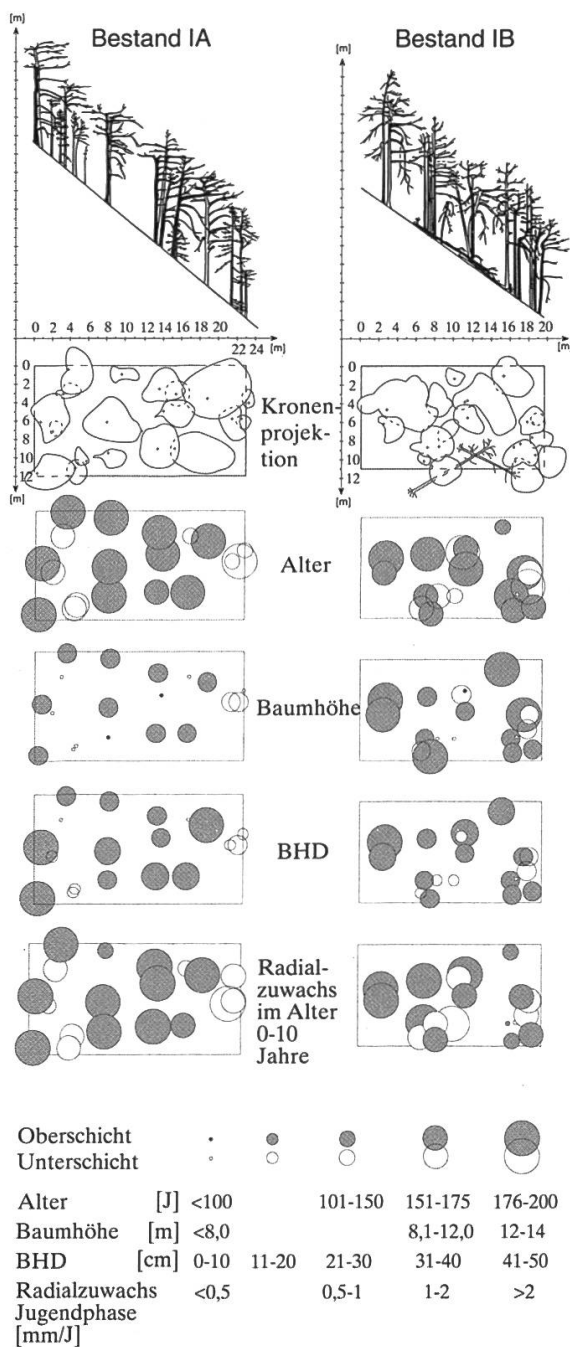 [m] Bestand IA
[m] Bestand IB
0 2 4 6 8 10 12 14 16 18 20 22 24 [m]
0 2 4 6 8 10 12 14 16 18 20 [m]
0 2 4 6 8 10 12 [m]
Kronen-
projek-
tion
0 2 4 6 8 10 12 [m]
Alter
Baumhöhe
BHD
Radial-
zuwachs
im Alter
0-10
Jahre
Oberschicht
Unterschicht
Alter [J] <100 101-150 151-175 176-200
Baumhöhe [m] <8,0 8,1-12,0 12-14
BHD [cm] 0-10 11-20 21-30 31-40 41-50
Radialzuwachs <0,5 0,5-1 1-2 >2
Jugendphase
[mm/J]